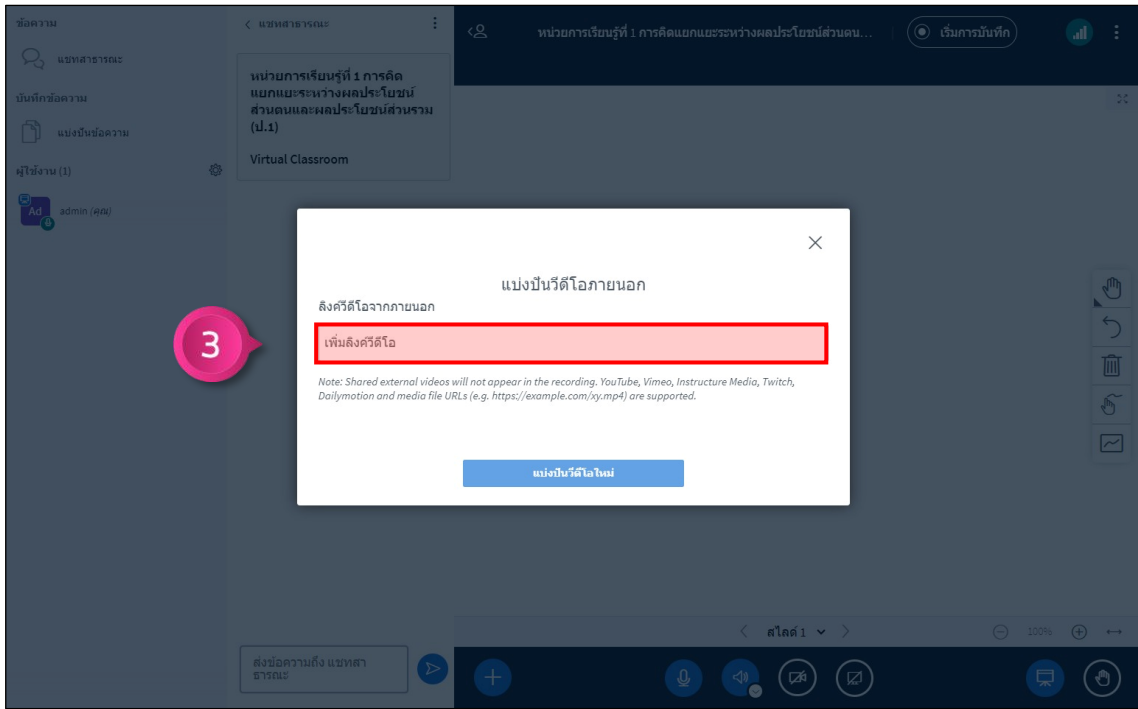 ข้อความ
แชทสาธารณะ
บันทึกข้อความ
แบ่งปันข้อความ
ผู้ใช้งาน (1)
Ad
admin (คุณ)
แชทสาธารณะ
หน่วยการเรียนรู้ที่ 1 การคิด
แยกแยะระหว่างผลประโยชน์
ส่วนตนและผลประโยชน์ส่วนรวม
(ป.1)
Virtual Classroom
หน่วยการเรียนรู้ที่ 1 การคิดแยกแยะระหว่างผลประโยชน์ส่วนตน...
เริ่มการบันทึก
แบ่งปันวีดีโอภายนอก
ลิงค์วีดีโอจากภายนอก
3
เพิ่มลิงค์วีดีโอ
Note: Shared external videos will not appear in the recording. YouTube, Vimeo, Instructure Media, Twitch,
Dailymotion and media file URLs (e.g. https://example.com/xy.mp4) are supported.
แบ่งปันวีดีโอใหม่
สไลด์ 1
100%
ส่งข้อความถึง แชทสา
ธารณะ